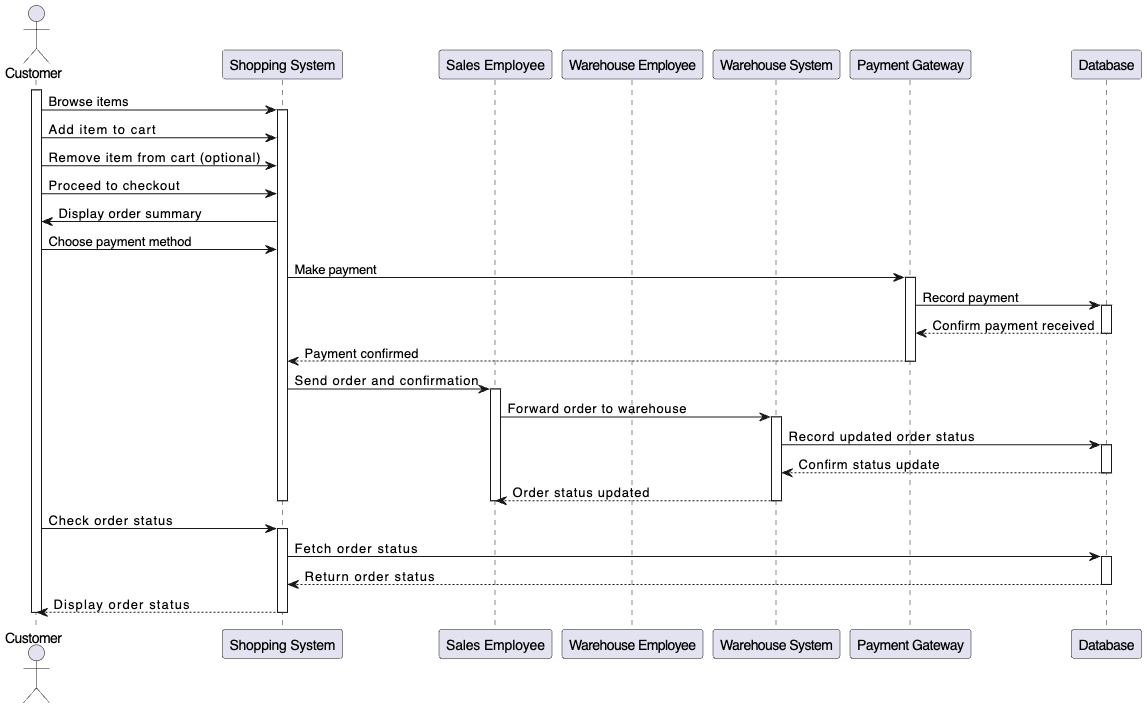 Customer
Shopping System
Sales Employee
Warehouse Employee
Warehouse System
Payment Gateway
Database
Browse items
Add item to cart
Remove item from cart (optional)
Proceed to checkout
Display order summary
Choose payment method
Make payment
Record payment
Confirm payment received
Payment confirmed
Send order and confirmation
Forward order to warehouse
Record updated order status
Confirm status update
Order status updated
Check order status
Fetch order status
Return order status
Display order status
Customer
Shopping System
Sales Employee
Warehouse Employee
Warehouse System
Payment Gateway
Database